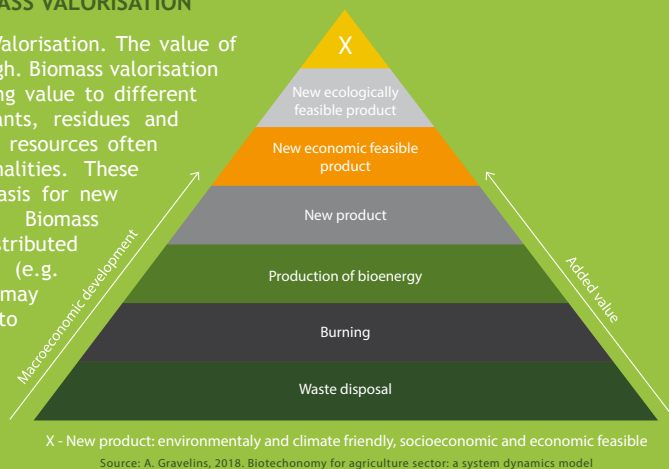 ASS VALORISATION
Valorisation. The value of
gh. Biomass valorisation
ng value to different
ants, residues and
resources often
nalities. These
asis for new
Biomass
stributed
(e.g.
may
to
X
New ecologically
feasible product
New economic feasible
product
New product
Production of bioenergy
Burning
Waste disposal
Macroeconomic development
Added value
X - New product: environmentaly and climate friendly, socioeconomic and economic feasible
Source: A. Gravelins, 2018. Biotechonomy for agriculture sector: a system dynamics model